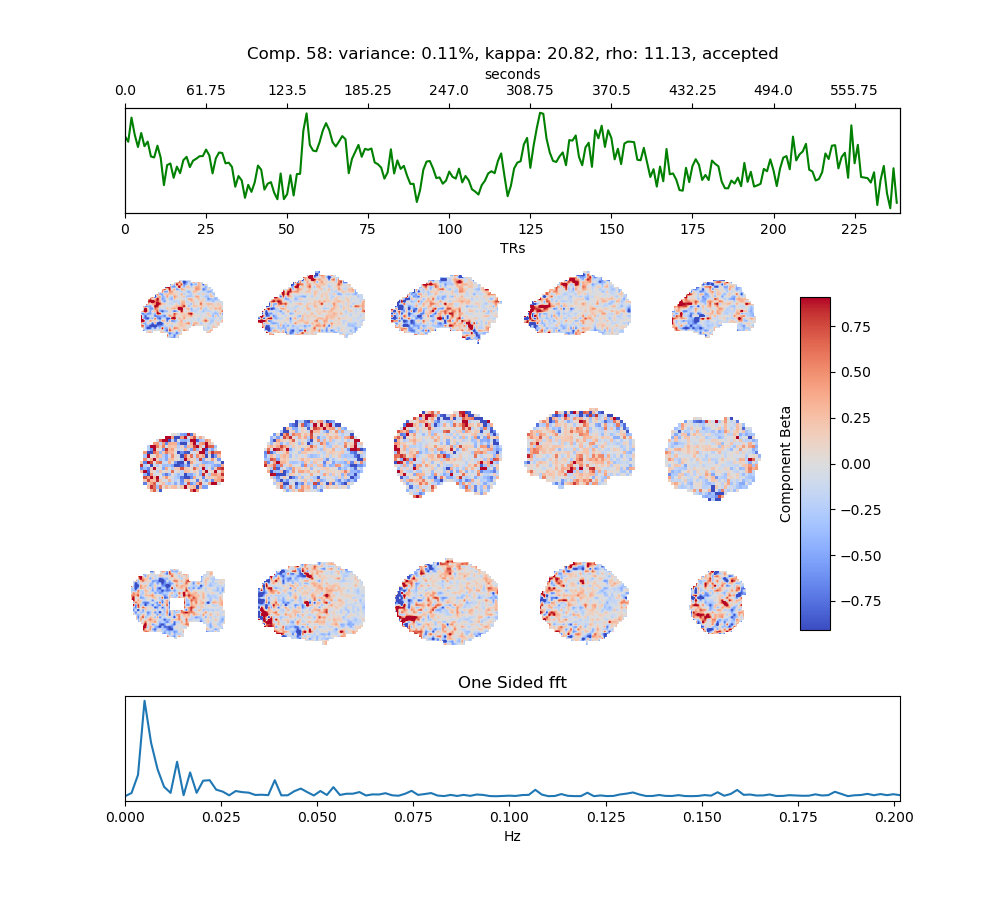 Comp. 58: variance: 0.11%, kappa: 20.82, rho: 11.13, accepted
seconds
0.0 61.75 123.5 185.25 247.0 308.75 370.5 432.25 494.0 555.75
0 25 50 75 100 125 150 175 200 225
TRs
0.75
0.50
0.25
0.00
−0.25
−0.50
−0.75
Component Beta
One Sided fft
0.000 0.025 0.050 0.075 0.100 0.125 0.150 0.175 0.200
Hz